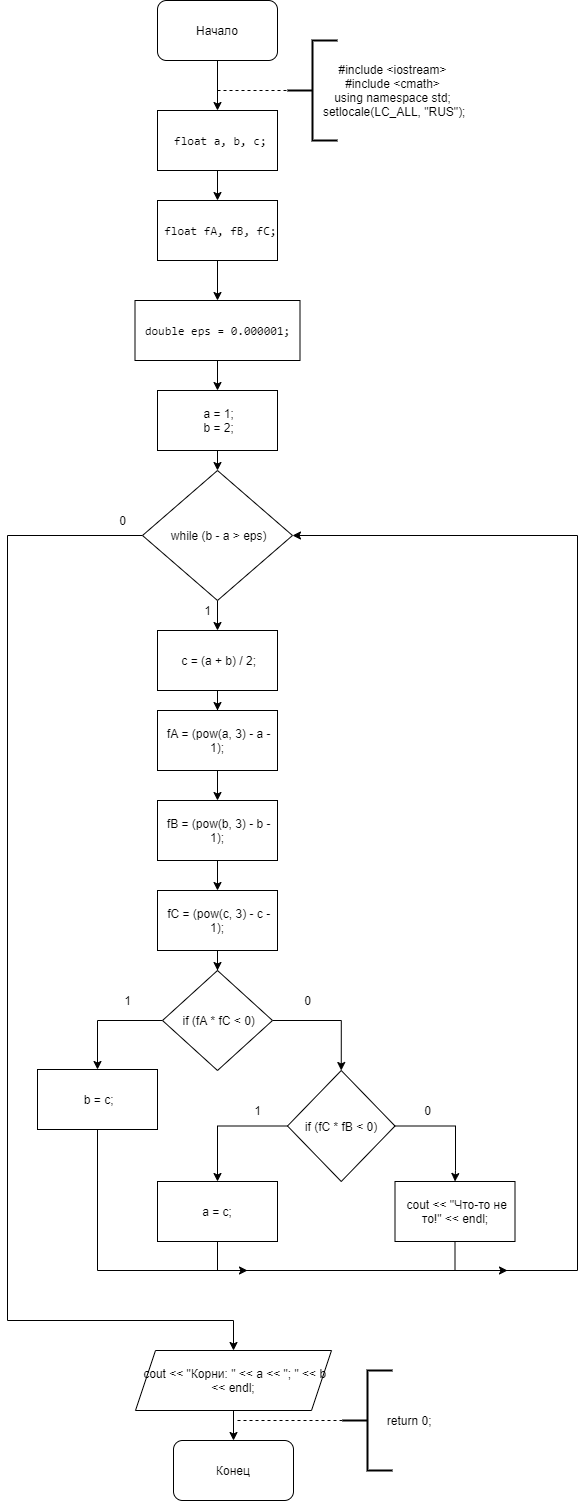 Начало
#include <iostream>
#include <cmath>
using namespace std;
setlocale(LC_ALL, "RUS");
float a, b, c;
float fA, fB, fC;
double eps = 0.000001;
a = 1;
b = 2;
while (b - a > eps)
0
1
c = (a + b) / 2;
fA = (pow(a, 3) - a -
1);
fB = (pow(b, 3) - b -
1);
fC = (pow(c, 3) - c -
1);
if (fA * fC < 0)
1
0
b = c;
if (fC * fB < 0)
1
0
a = c;
cout << "Что-то не
то!" << endl;
cout << "Корни: " << a << "; " << b
<< endl;
return 0;
Конец